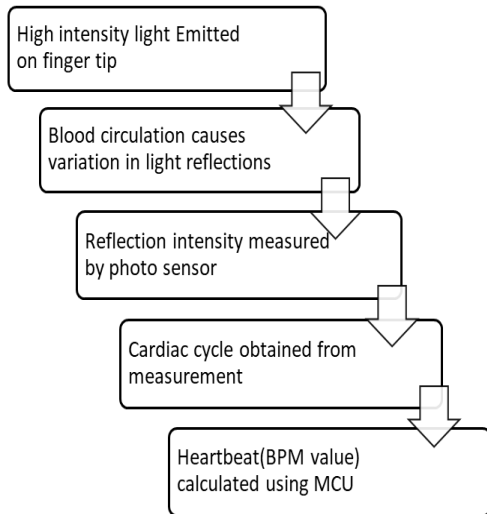 High intensity light Emitted
on finger tip
Blood circulation causes
variation in light reflections
Reflection intensity measured
by photo sensor
Cardiac cycle obtained from
measurement
Heartbeat(BPM value)
calculated using MCU